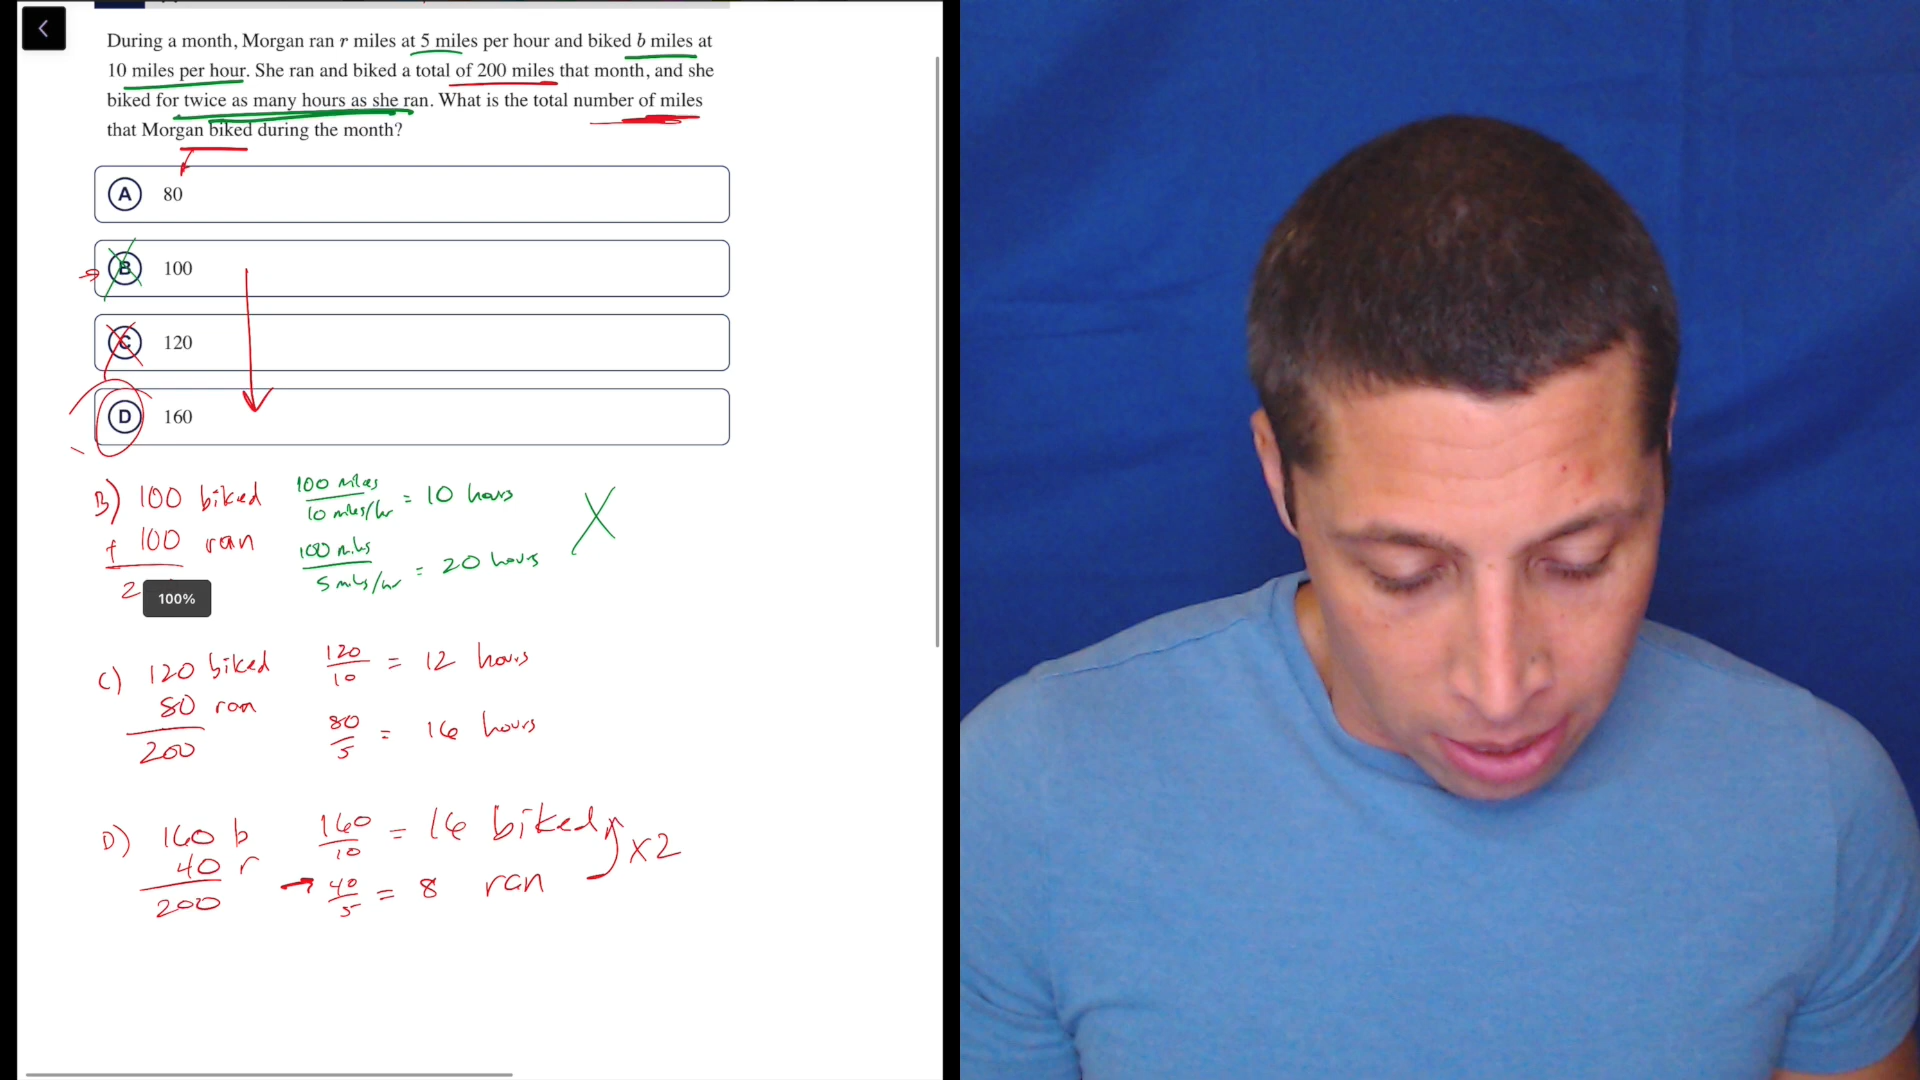 During a month, Morgan ran r miles at 5 miles per hour and biked b miles at
10 miles per hour. She ran and biked a total of 200 miles that month, and she
biked for twice as many hours as she ran. What is the total number of miles
that Morgan biked during the month?
A 80
B 100
C 120
D 160
B) 100 biked
+ 100 ran
2
100 miles
10 miles/hr = 10 hours
100 miles
5 miles/hr = 20 hours
X
100%
C) 120 biked
80 ran
200
120
10 = 12 hours
80
5 = 16 hours
D) 160 b
40 r
200
160
10 = 16 biked
40
5 = 8 ran
x2